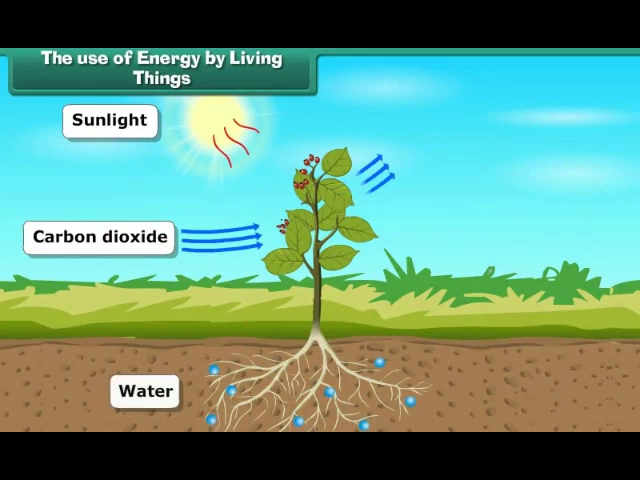 The use of Energy by Living
Things
Sunlight
Carbon dioxide
Water